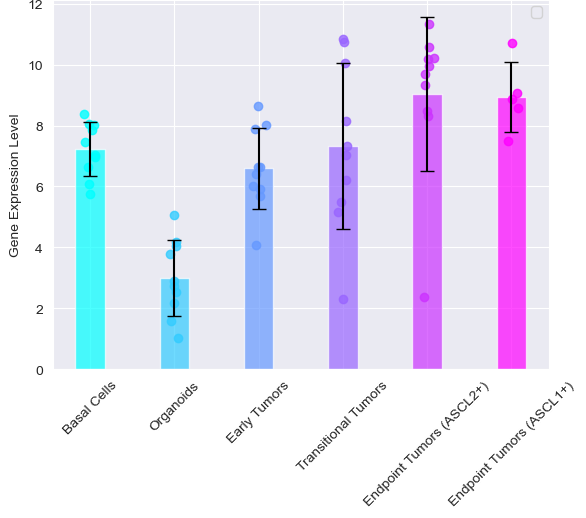 12
10
8
6
4
2
0
Gene Expression Level
Basal Cells
Organoids
Early Tumors
Transitional Tumors
Endpoint Tumors (ASCL2+)
Endpoint Tumors (ASCL1+)